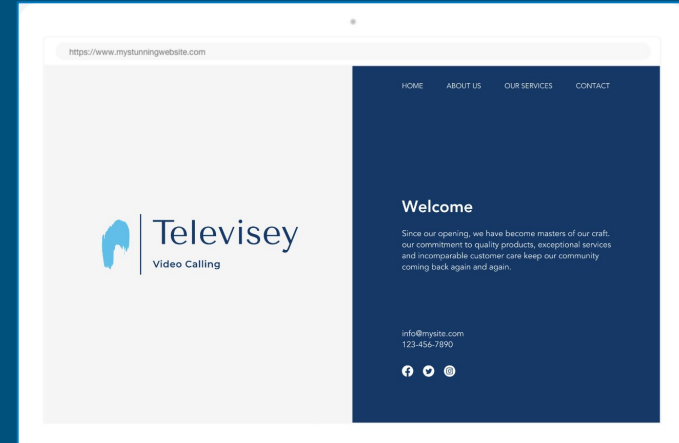 https://www.mystunningwebsite.com
HOME ABOUT US OUR SERVICES CONTACT
Televisey
Video Calling
Welcome
Since our opening, we have become masters of our craft.
our commitment to quality products, exceptional services
and incomparable customer care keep our community
coming back again and again.
info@mysite.com
123-456-7890